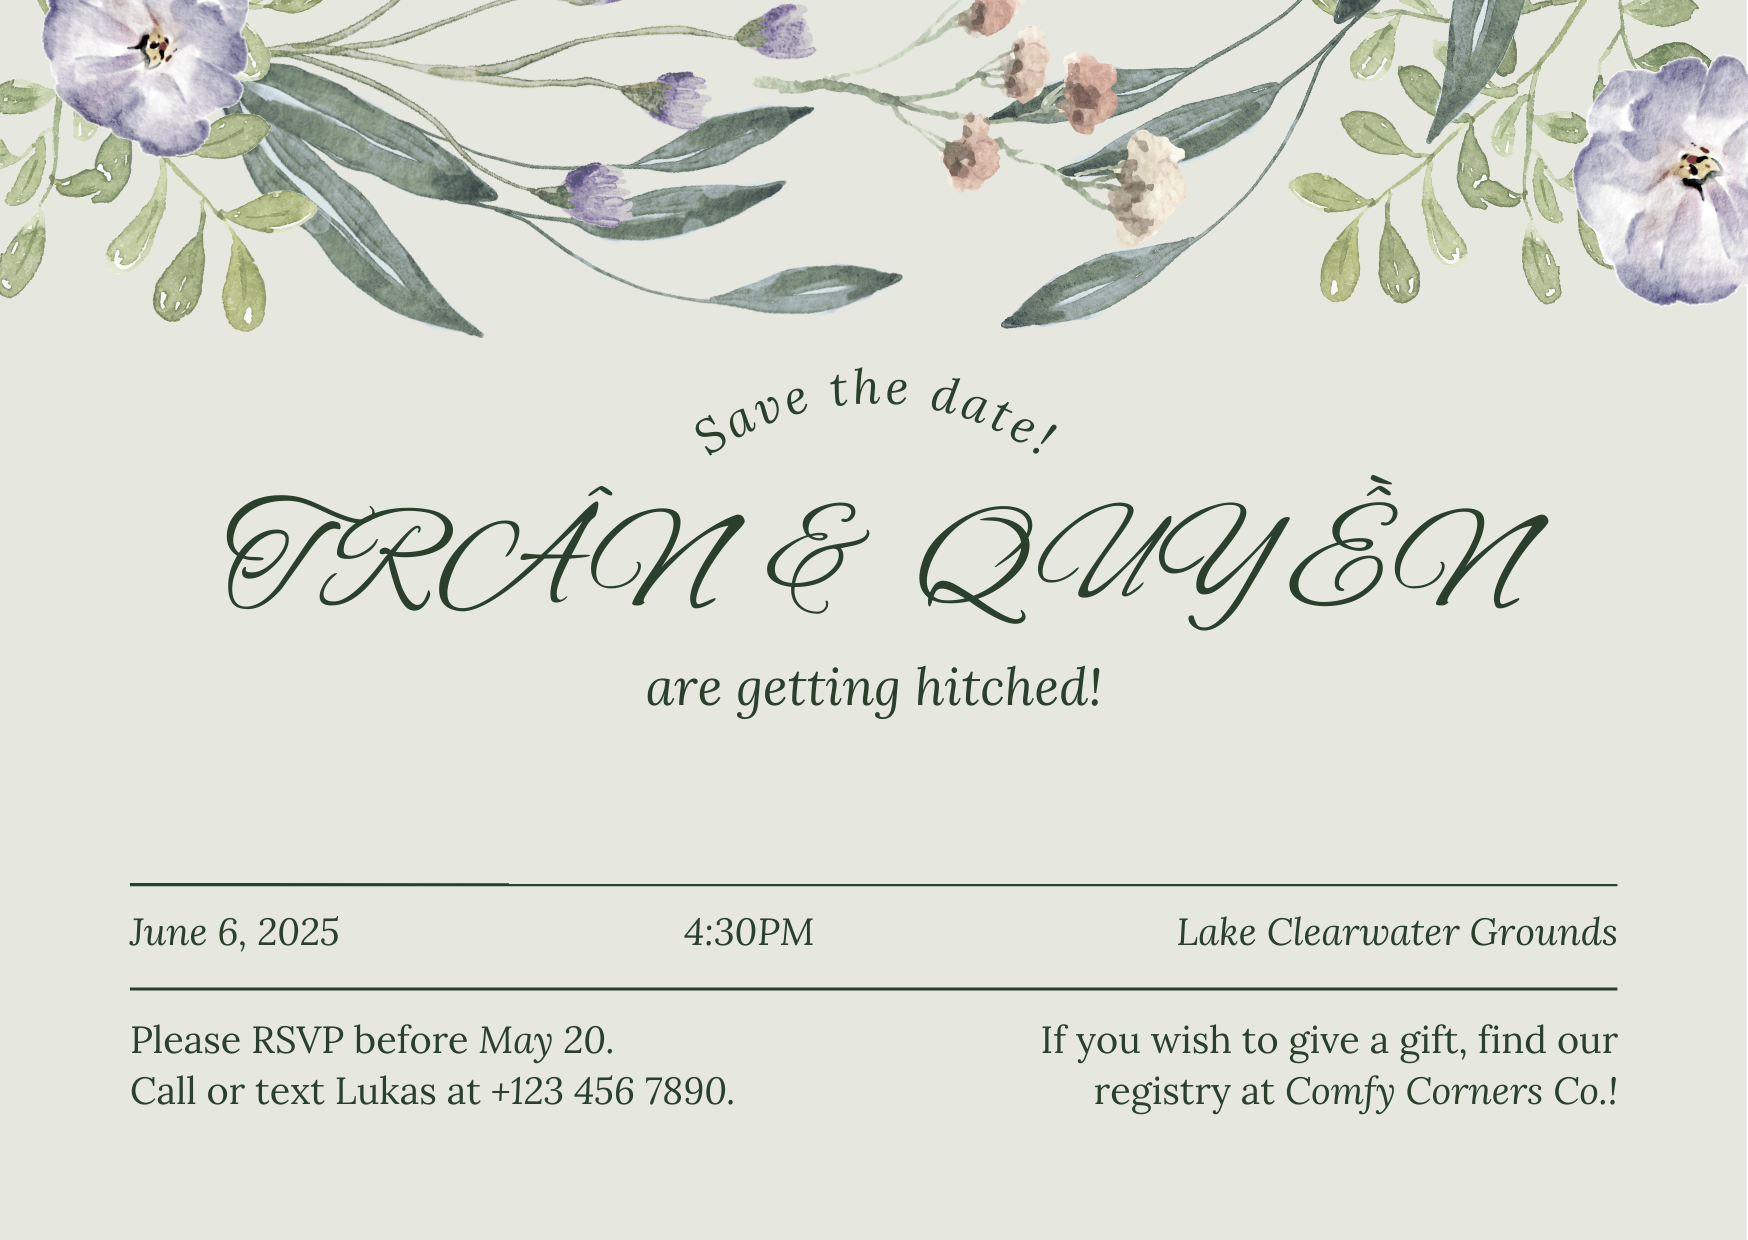 Save the date!
TRÂN & QUYỀN
are getting hitched!
June 6, 2025
4:30PM
Lake Clearwater Grounds
Please RSVP before May 20.
Call or text Lukas at +123 456 7890.
If you wish to give a gift, find our
registry at Comfy Corners Co.!